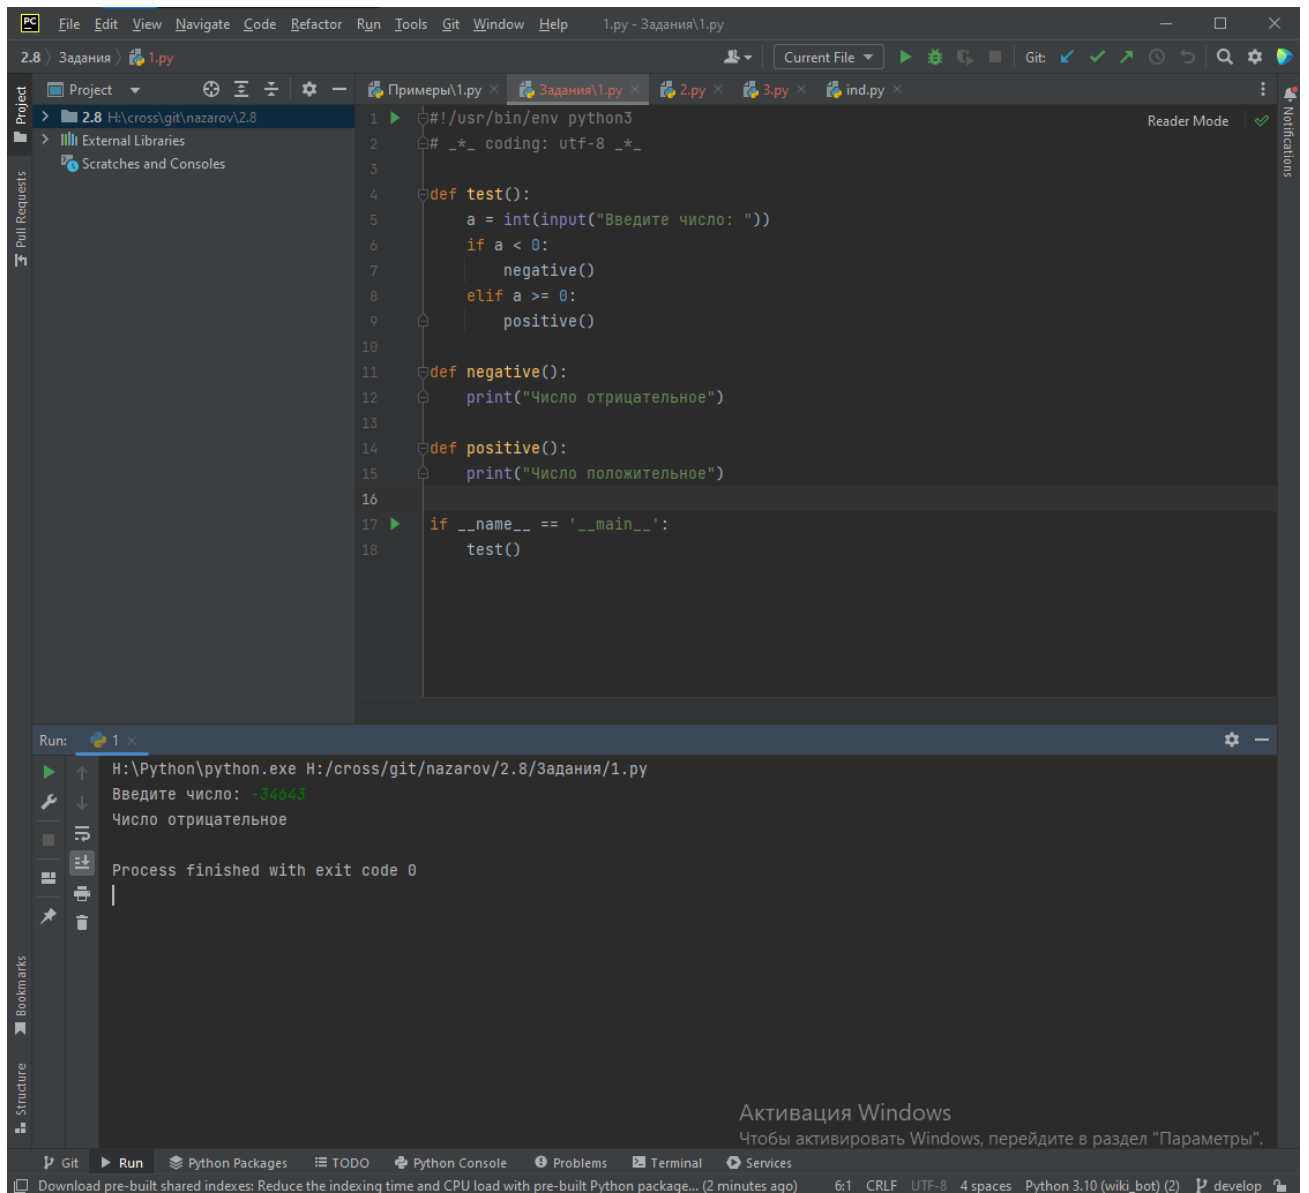 PC File Edit View Navigate Code Refactor Run Tools Git Window Help 1.py - Задания\1.py
2.8 Задания 1.py Current File Git:
Project Примеры\1.py Задания\1.py 2.py 3.py ind.py
2.8 H:\cross\git\nazarov\2.8
External Libraries
Scratches and Consoles
Project
Pull Requests
Bookmarks
Structure
Notifications
Reader Mode
1 #!/usr/bin/env python3
2 # _*_ coding: utf-8 _*_
3
4 def test():
5 a = int(input("Введите число: "))
6 if a < 0:
7 negative()
8 elif a >= 0:
9 positive()
10
11 def negative():
12 print("Число отрицательное")
13
14 def positive():
15 print("Число положительное")
16
17 if __name__ == '__main__':
18 test()
Run: 1
H:\Python\python.exe H:/cross/git/nazarov/2.8/Задания/1.py
Введите число: -34643
Число отрицательное
Process finished with exit code 0
Активация Windows
Чтобы активировать Windows, перейдите в раздел "Параметры".
Git Run Python Packages TODO Python Console Problems Terminal Services
Download pre-built shared indexes: Reduce the indexing time and CPU load with pre-built Python package... (2 minutes ago) 6:1 CRLF UTF-8 4 spaces Python 3.10 (wiki_bot) (2) develop